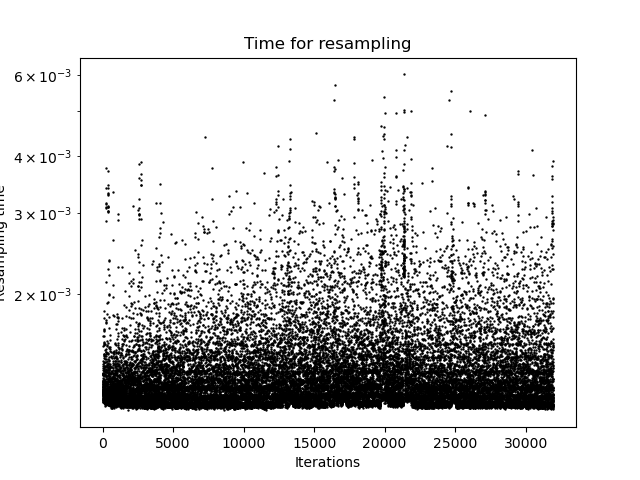 Time for resampling
6 × 10⁻³
4 × 10⁻³
3 × 10⁻³
2 × 10⁻³
Resampling time
0 5000 10000 15000 20000 25000 30000
Iterations